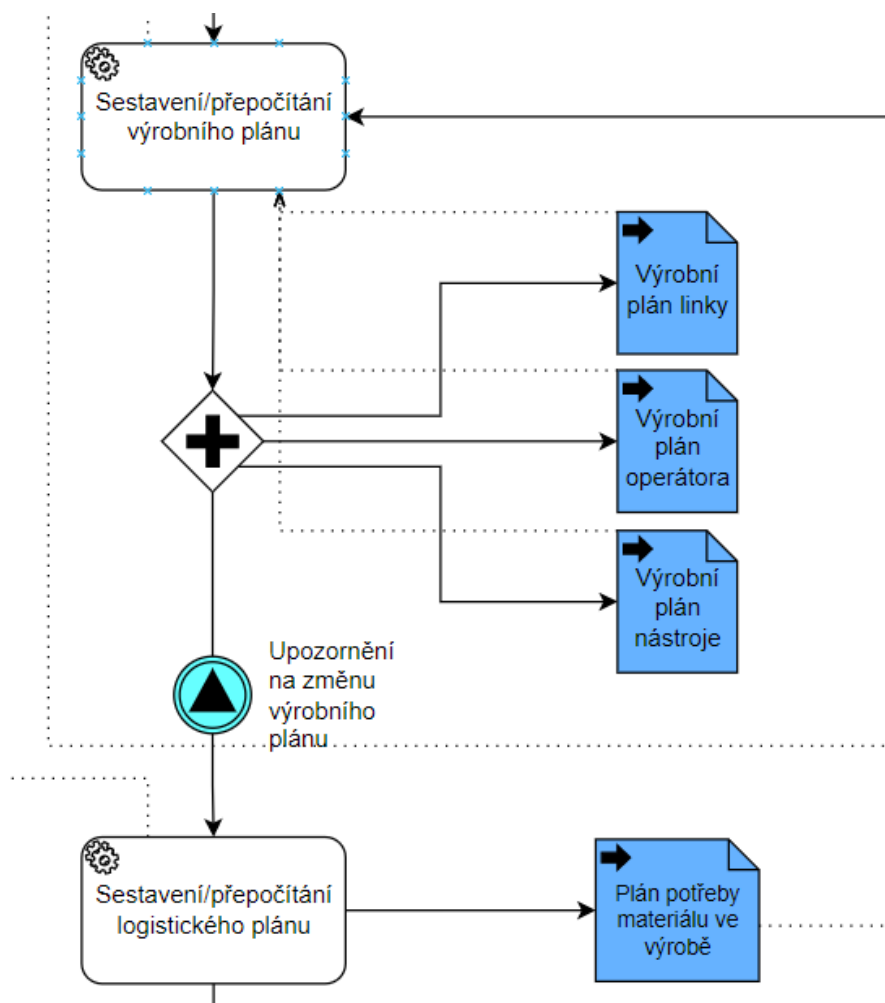 Sestavení/přepočítání
výrobního plánu
Výrobní
plán linky
Výrobní
plán
operátora
Výrobní
plán
nástroje
Upozornění
na změnu
výrobního
plánu
Sestavení/přepočítání
logistického plánu
Plán potřeby
materiálu ve
výrobě